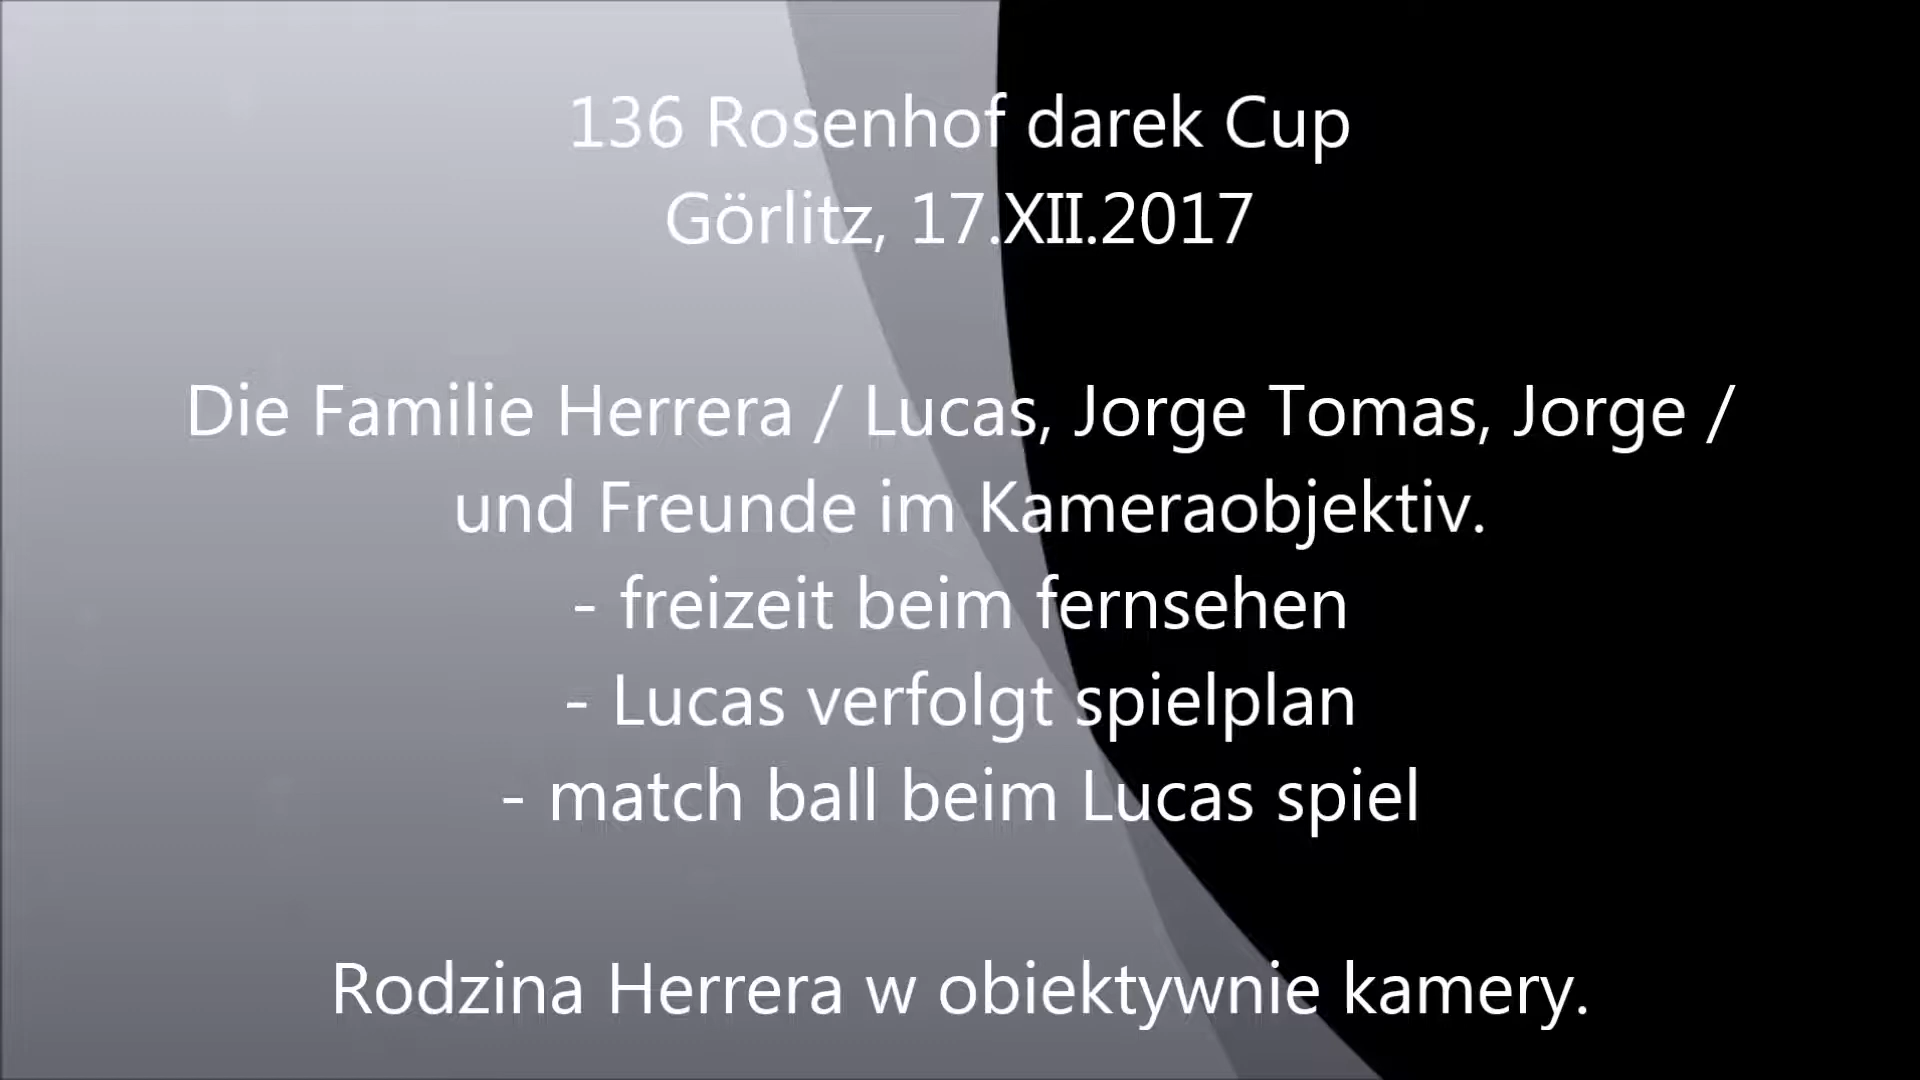 136 Rosenhof darek Cup
Görlitz, 17.XII.2017
Die Familie Herrera / Lucas, Jorge Tomas, Jorge /
und Freunde im Kameraobjektiv.
- freizeit beim fernsehen
- Lucas verfolgt spielplan
- match ball beim Lucas spiel
Rodzina Herrera w obiektywnie kamery.